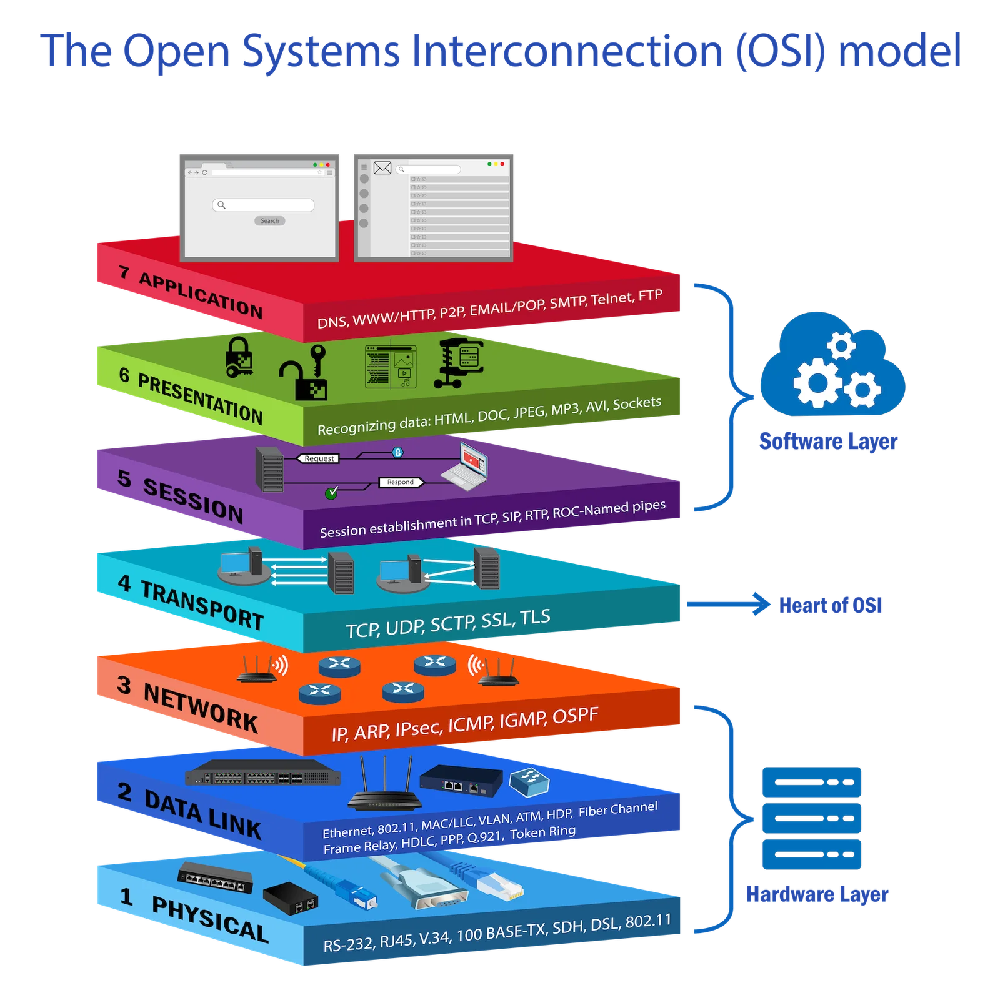 The Open Systems Interconnection (OSI) model
Search
7 APPLICATION
DNS, WWW/HTTP, P2P, EMAIL/POP, SMTP, Telnet, FTP
6 PRESENTATION
Recognizing data: HTML, DOC, JPEG, MP3, AVI, Sockets
Software Layer
Request
Respond
5 SESSION
Session establishment in TCP, SIP, RTP, ROC-Named pipes
4 TRANSPORT
TCP, UDP, SCTP, SSL, TLS
Heart of OSI
3 NETWORK
IP, ARP, IPsec, ICMP, IGMP, OSPF
2 DATA LINK
Ethernet, 802.11, MAC/LLC, VLAN, ATM, HDP, Fiber Channel
Frame Relay, HDLC, PPP, Q.921, Token Ring
1 PHYSICAL
RS-232, RJ45, V.34, 100 BASE-TX, SDH, DSL, 802.11
Hardware Layer